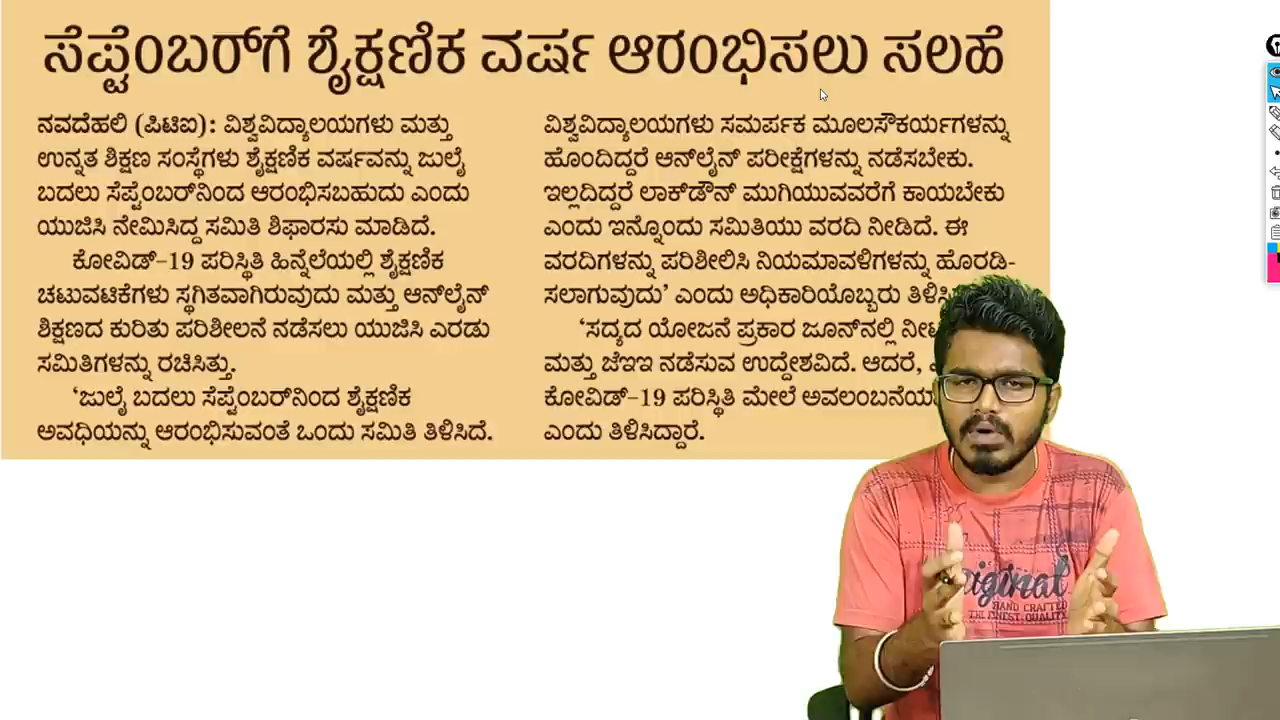 ಸೆಪ್ಟೆಂಬರ್‌ಗೆ ಶೈಕ್ಷಣಿಕ ವರ್ಷ ಆರಂಭಿಸಲು ಸಲಹೆ
ನವದೆಹಲಿ (ಪಿಟಿಐ): ವಿಶ್ವವಿದ್ಯಾಲಯಗಳು ಮತ್ತು
ಉನ್ನತ ಶಿಕ್ಷಣ ಸಂಸ್ಥೆಗಳು ಶೈಕ್ಷಣಿಕ ವರ್ಷವನ್ನು ಜುಲೈ
ಬದಲು ಸೆಪ್ಟೆಂಬರ್‌ನಿಂದ ಆರಂಭಿಸಬಹುದು ಎಂದು
ಯುಜಿಸಿ ನೇಮಿಸಿದ್ದ ಸಮಿತಿ ಶಿಫಾರಸು ಮಾಡಿದೆ.
ಕೋವಿಡ್–19 ಪರಿಸ್ಥಿತಿ ಹಿನ್ನೆಲೆಯಲ್ಲಿ ಶೈಕ್ಷಣಿಕ
ಚಟುವಟಿಕೆಗಳು ಸ್ಥಗಿತವಾಗಿರುವುದು ಮತ್ತು ಆನ್‌ಲೈನ್
ಶಿಕ್ಷಣದ ಕುರಿತು ಪರಿಶೀಲನೆ ನಡೆಸಲು ಯುಜಿಸಿ ಎರಡು
ಸಮಿತಿಗಳನ್ನು ರಚಿಸಿತ್ತು.
‘ಜುಲೈ ಬದಲು ಸೆಪ್ಟೆಂಬರ್‌ನಿಂದ ಶೈಕ್ಷಣಿಕ
ಅವಧಿಯನ್ನು ಆರಂಭಿಸುವಂತೆ ಒಂದು ಸಮಿತಿ ತಿಳಿಸಿದೆ.
ವಿಶ್ವವಿದ್ಯಾಲಯಗಳು ಸಮರ್ಪಕ ಮೂಲಸೌಕರ್ಯಗಳನ್ನು
ಹೊಂದಿದ್ದರೆ ಆನ್‌ಲೈನ್ ಪರೀಕ್ಷೆಗಳನ್ನು ನಡೆಸಬೇಕು.
ಇಲ್ಲದಿದ್ದರೆ ಲಾಕ್‌ಡೌನ್ ಮುಗಿಯುವವರೆಗೆ ಕಾಯಬೇಕು
ಎಂದು ಇನ್ನೊಂದು ಸಮಿತಿಯು ವರದಿ ನೀಡಿದೆ. ಈ
ವರದಿಗಳನ್ನು ಪರಿಶೀಲಿಸಿ ನಿಯಮಾವಳಿಗಳನ್ನು ಹೊರಡಿ-
ಸಲಾಗುವುದು’ ಎಂದು ಅಧಿಕಾರಿಯೊಬ್ಬರು
‘ಸದ್ಯದ ಯೋಜನೆ ಪ್ರಕಾರ ಜೂನ್‌ನಲ್ಲಿ
ಮತ್ತು ಜೆಇಇ ನಡೆಸುವ ಉದ್ದೇಶವಿದೆ. ಆದರೆ,
ಕೋವಿಡ್–19 ಪರಿಸ್ಥಿತಿ ಮೇಲೆ
ಎಂದು ತಿಳಿಸಿದ್ದಾರೆ.
HAND CRAFTED
THE FINEST QUALITY